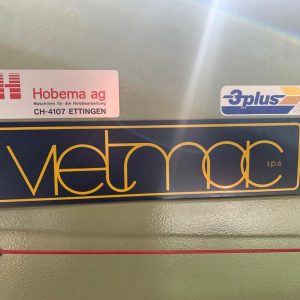 H
Hobema ag
Maschinen für die Holzbearbeitung
CH-4107 ETTINGEN
3plus
vietmac
spa